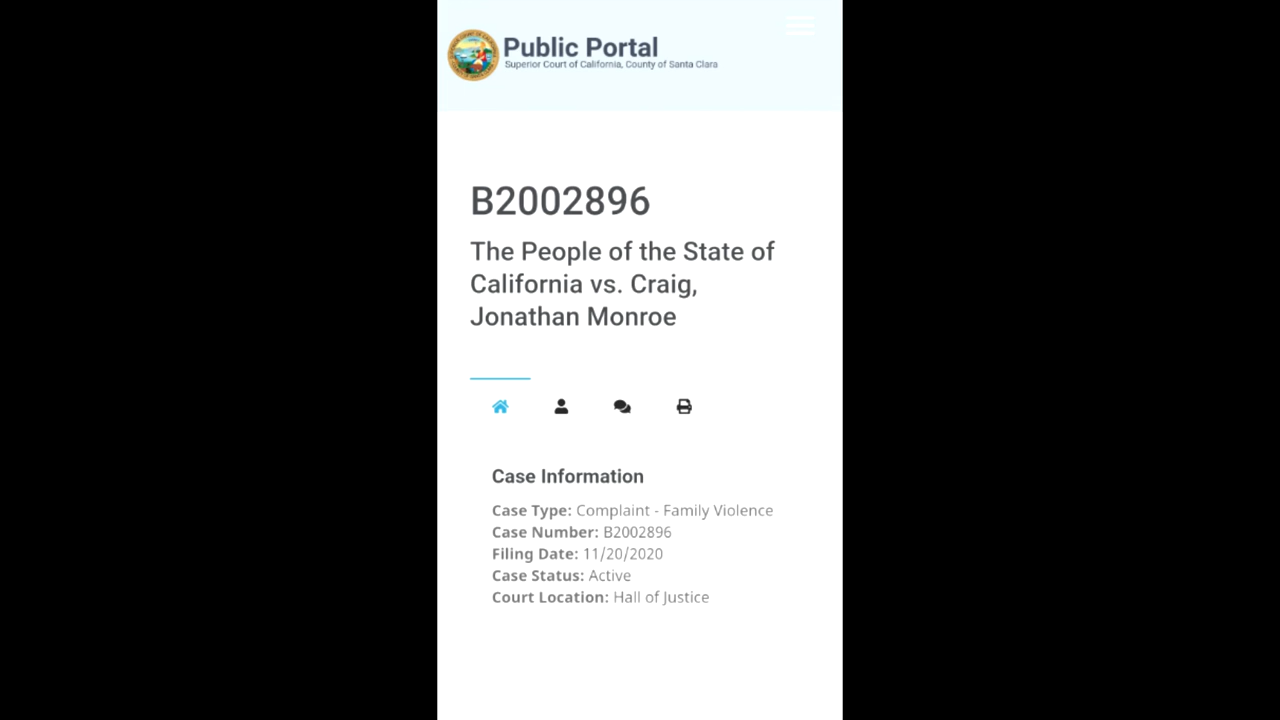 Public Portal
Superior Court of California, County of Santa Clara
B2002896
The People of the State of
California vs. Craig,
Jonathan Monroe
Case Information
Case Type: Complaint - Family Violence
Case Number: B2002896
Filing Date: 11/20/2020
Case Status: Active
Court Location: Hall of Justice